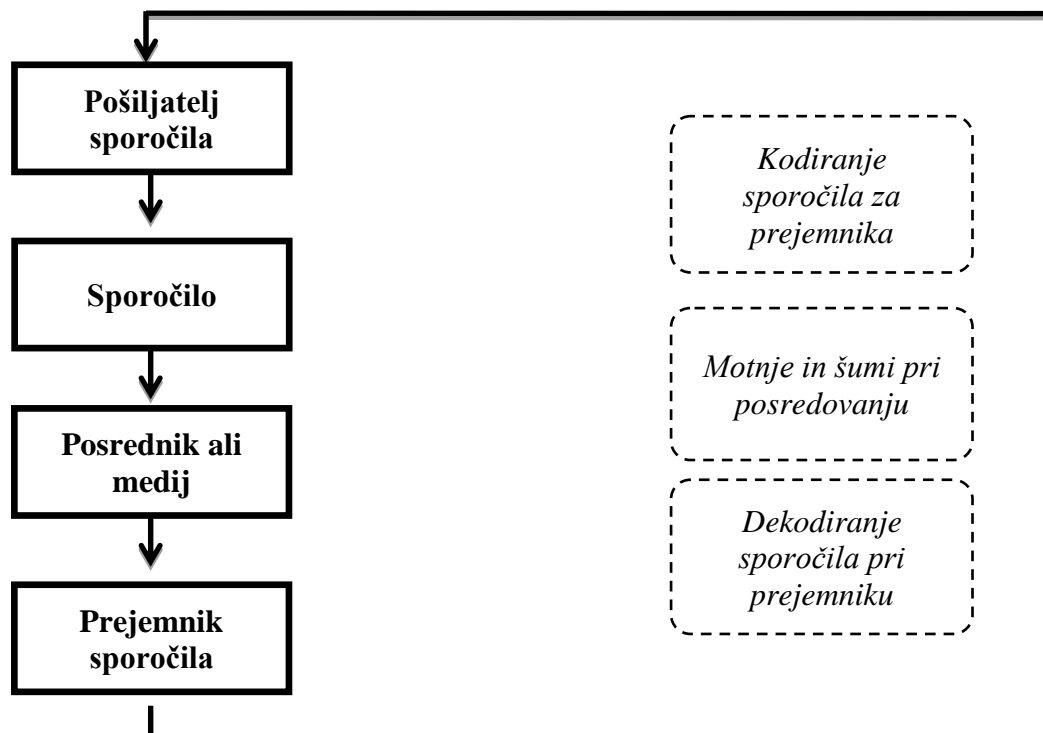 Pošiljatelj
sporočila
Sporočilo
Posrednik ali
medij
Prejemnik
sporočila
Kodiranje
sporočila za
prejemnika
Motnje in šumi pri
posredovanju
Dekodiranje
sporočila pri
prejemniku